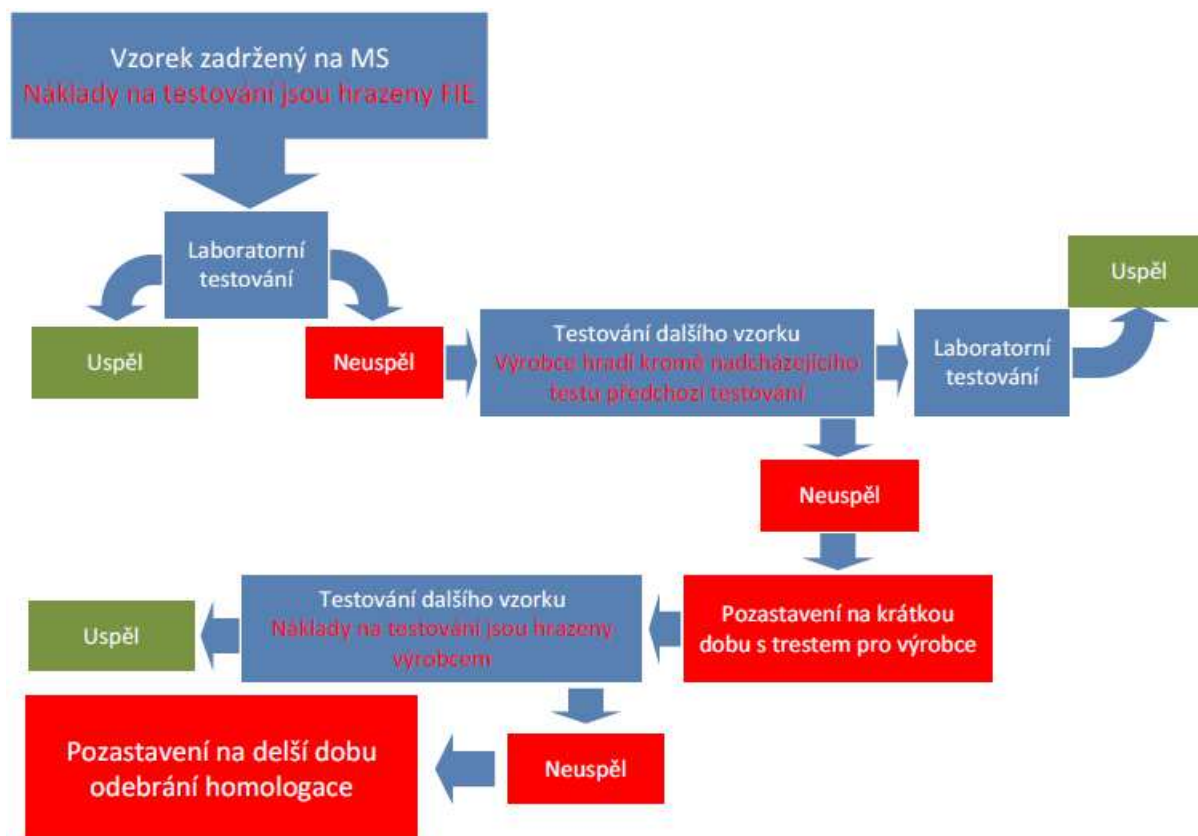 Vzorek zadržený na MS
Náklady na testování jsou hrazeny FIE
Laboratorní
testování
Uspěl
Neuspěl
Testování dalšího vzorku
Výrobce hradí kromě nadcházejícího
testu předchozí testování
Laboratorní
testování
Uspěl
Neuspěl
Pozastavení na krátkou
dobu s trestem pro výrobce
Testování dalšího vzorku
Náklady na testování jsou hrazeny
výrobcem
Uspěl
Neuspěl
Pozastavení na delší dobu
odebrání homologace